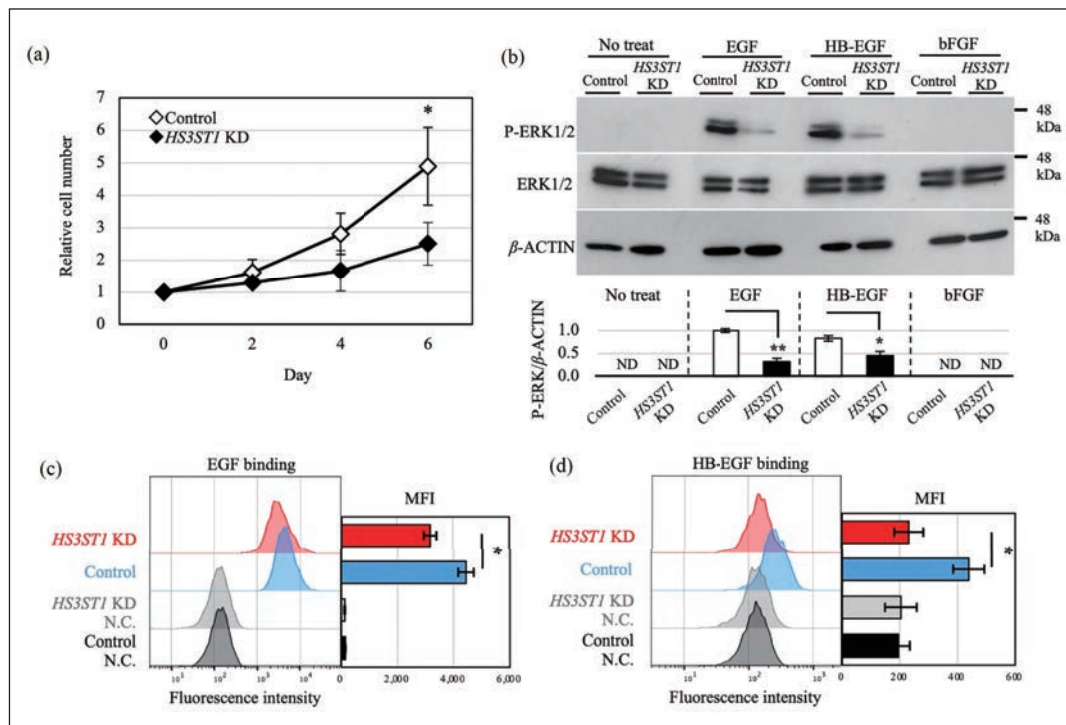 (a)
Relative cell number
7
6
5
4
3
2
1
0
Control
HS3ST1 KD
*
0 2 4 6
Day
(b)
No treat EGF HB-EGF bFGF
Control HS3ST1 KD Control HS3ST1 KD Control HS3ST1 KD Control HS3ST1 KD
P-ERK1/2
48
kDa
ERK1/2
48
kDa
β-ACTIN
48
kDa
No treat EGF HB-EGF bFGF
P-ERK/β-ACTIN
1.0
0.5
0.0
ND ND ** * ND ND
Control HS3ST1 KD Control HS3ST1 KD Control HS3ST1 KD Control HS3ST1 KD
(c)
EGF binding
MFI
HS3ST1 KD
Control
HS3ST1 KD
N.C.
Control
N.C.
*
10¹ 10² 10³ 10⁴
0 2,000 4,000 6,000
Fluorescence intensity
(d)
HB-EGF binding
MFI
HS3ST1 KD
Control
HS3ST1 KD
N.C.
Control
N.C.
*
10¹ 10² 10³
0 200 400 600
Fluorescence intensity